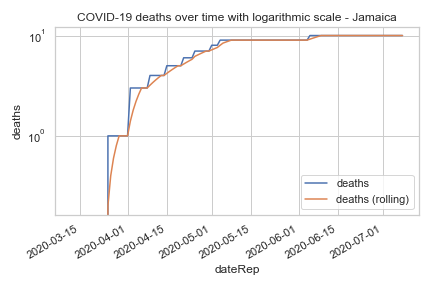 COVID-19 deaths over time with logarithmic scale - Jamaica
10¹
10⁰
deaths
deaths
deaths (rolling)
2020-03-15
2020-04-01
2020-04-15
2020-05-01
2020-05-15
2020-06-01
2020-06-15
2020-07-01
dateRep